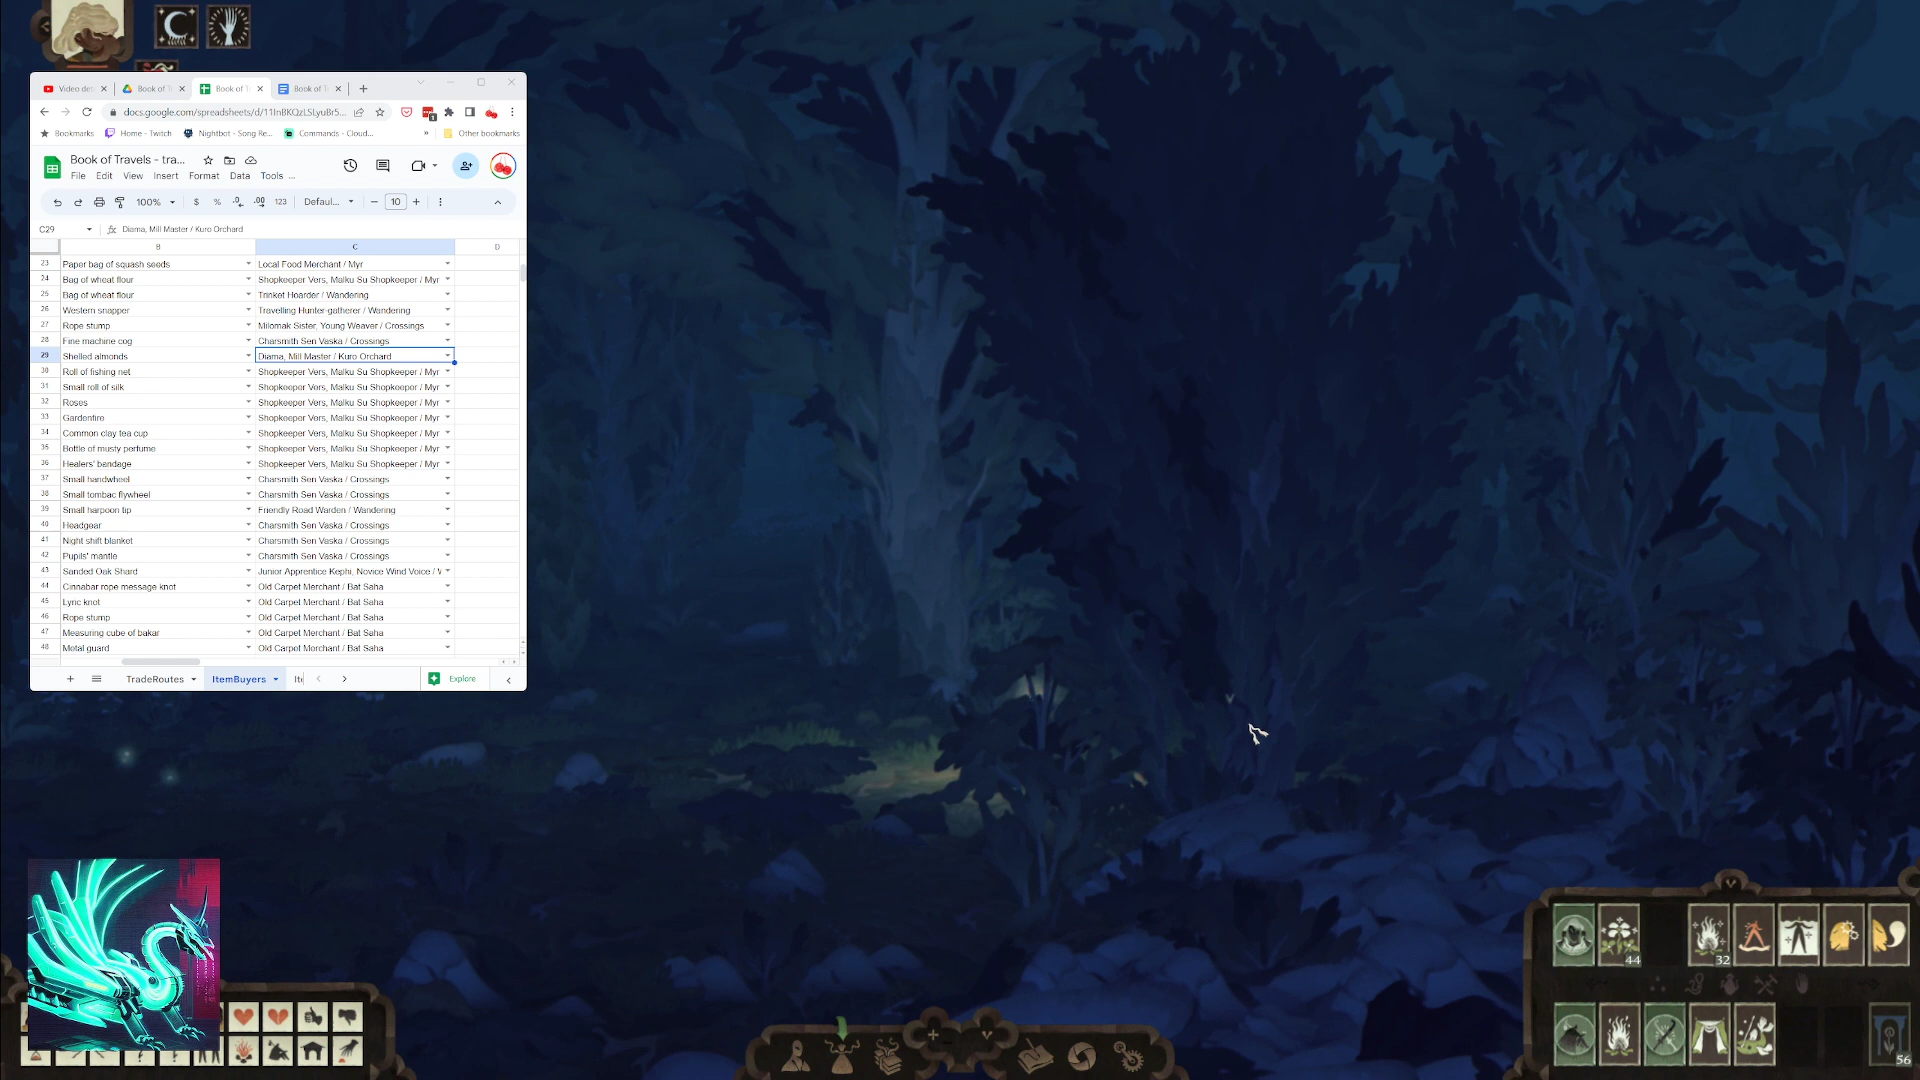 Video det
Book of T
Book of T
Book of T
docs.google.com/spreadsheets/d/11InBKQzLSLyuBr5...
Bookmarks
Home - Twitch
Nightbot - Song Re...
Commands - Cloud...
»
Other bookmarks
Book of Travels - tra...
File Edit View Insert Format Data Tools ...
100% $ % .0 .00 123 Defaul... − 10 +
C29 fx Diama, Mill Master / Kuro Orchard
B C D
23 Paper bag of squash seeds Local Food Merchant / Myr
24 Bag of wheat flour Shopkeeper Vers, Malku Su Shopkeeper / Myr
25 Bag of wheat flour Trinket Hoarder / Wandering
26 Western snapper Travelling Hunter-gatherer / Wandering
27 Rope stump Milomak Sister, Young Weaver / Crossings
28 Fine machine cog Charsmith Sen Vaska / Crossings
29 Shelled almonds Diama, Mill Master / Kuro Orchard
30 Roll of fishing net Shopkeeper Vers, Malku Su Shopkeeper / Myr
31 Small roll of silk Shopkeeper Vers, Malku Su Shopkeeper / Myr
32 Roses Shopkeeper Vers, Malku Su Shopkeeper / Myr
33 Gardenfire Shopkeeper Vers, Malku Su Shopkeeper / Myr
34 Common clay tea cup Shopkeeper Vers, Malku Su Shopkeeper / Myr
35 Bottle of musty perfume Shopkeeper Vers, Malku Su Shopkeeper / Myr
36 Healers' bandage Shopkeeper Vers, Malku Su Shopkeeper / Myr
37 Small handwheel Charsmith Sen Vaska / Crossings
38 Small tombac flywheel Charsmith Sen Vaska / Crossings
39 Small harpoon tip Friendly Road Warden / Wandering
40 Headgear Charsmith Sen Vaska / Crossings
41 Night shift blanket Charsmith Sen Vaska / Crossings
42 Pupils' mantle Charsmith Sen Vaska / Crossings
43 Sanded Oak Shard Junior Apprentice Kephi, Novice Wind Voice /
44 Cinnabar rope message knot Old Carpet Merchant / Bat Saha
45 Lyric knot Old Carpet Merchant / Bat Saha
46 Rope stump Old Carpet Merchant / Bat Saha
47 Measuring cube of bakar Old Carpet Merchant / Bat Saha
48 Metal guard Old Carpet Merchant / Bat Saha
TradeRoutes ItemBuyers Ite Explore
44
32
56